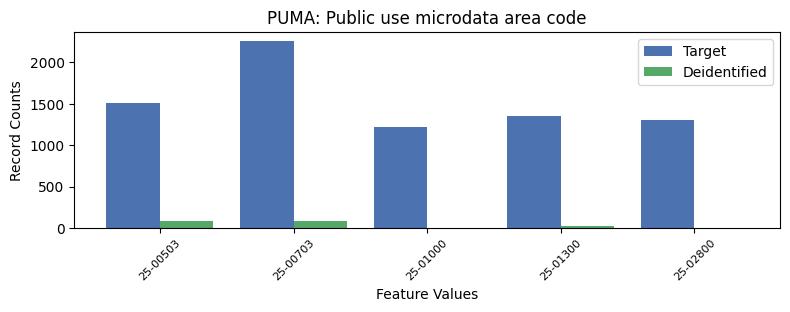 PUMA: Public use microdata area code
Target
Deidentified
Record Counts
2000
1500
1000
500
0
25-00503
25-00703
25-01000
25-01300
25-02800
Feature Values